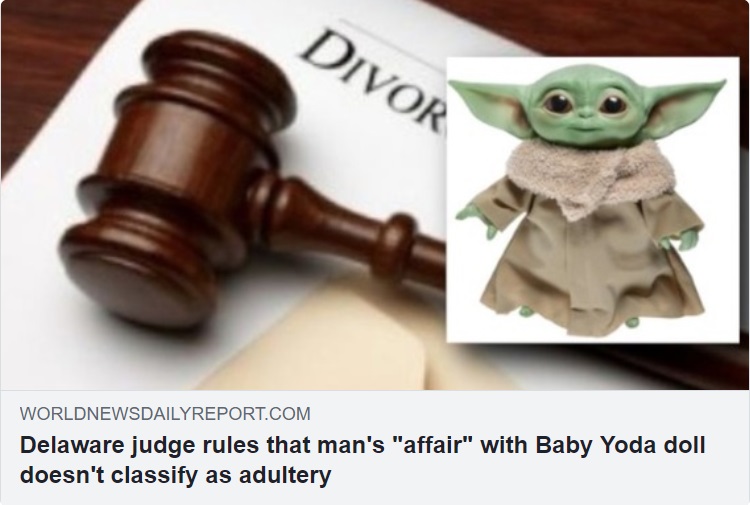 DIVOR
WORLDNEWSDAILYREPORT.COM
Delaware judge rules that man's "affair" with Baby Yoda doll
doesn't classify as adultery